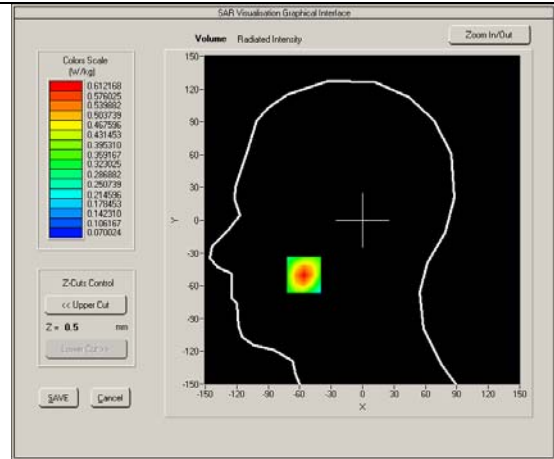 SAR Visualisation Graphical Interface
Volume Radiated Intensity
Zoom In/Out
Colors Scale
(W/kg)
0.612168
0.576025
0.539882
0.503739
0.467596
0.431453
0.395310
0.359167
0.323025
0.286882
0.250739
0.214596
0.178453
0.142310
0.106167
0.070024
Z-Cuts Control
<< Upper Cut
Z = 0.5 mm
Lower Cut >>
SAVE
Cancel
150
120
90
60
30
0
-30
-60
-90
-120
-150
Y
-150 -120 -90 -60 -30 0 30 60 90 120 150
X